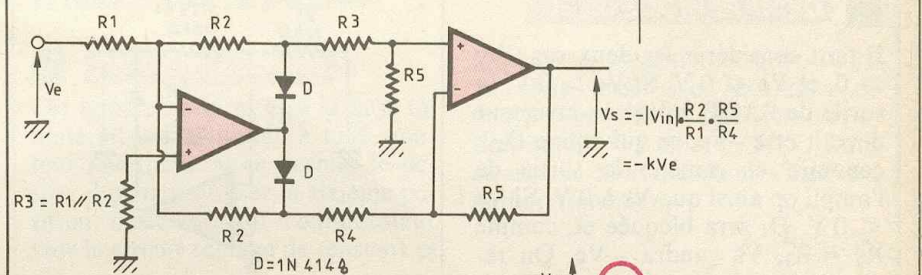 R1
R2
R3
R5
D
Ve
Vs = -|Vin|·R2/R1·R5/R4
= -kVe
D
R3 = R1 // R2
R2
R4
R5
D = 1N 4148